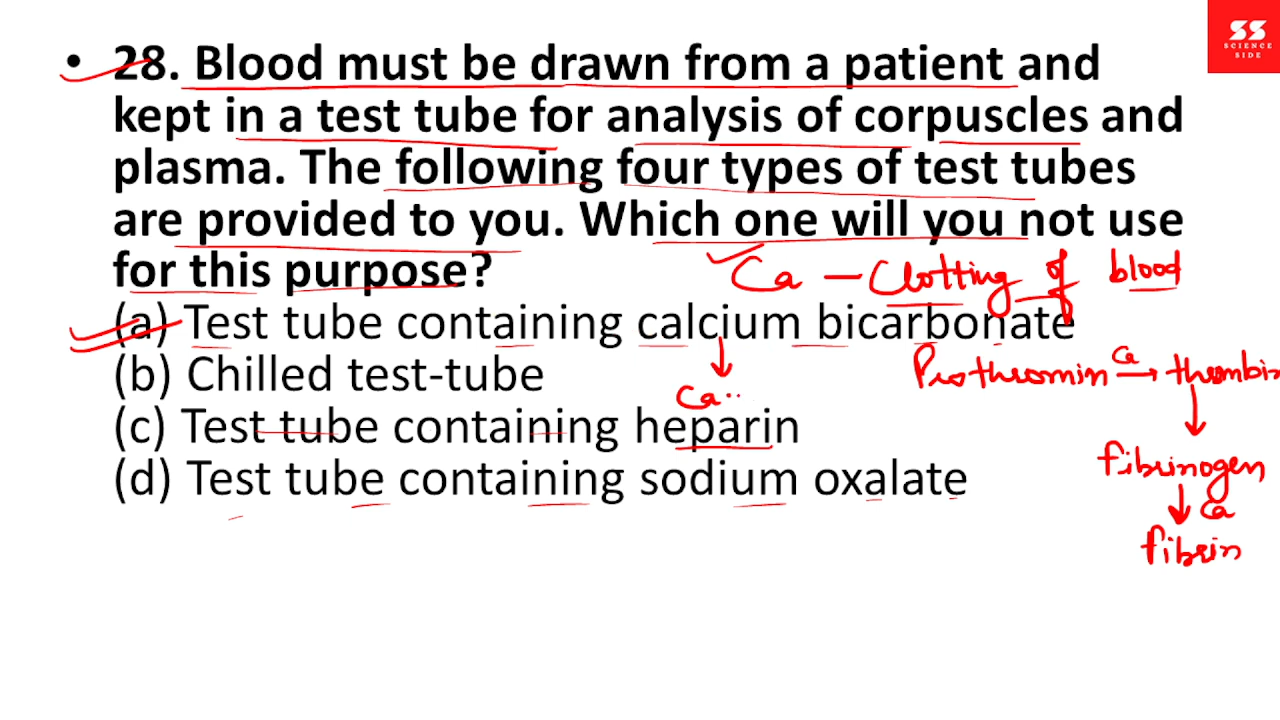 SS
SCIENCE
SIDE
• 28. Blood must be drawn from a patient and
kept in a test tube for analysis of corpuscles and
plasma. The following four types of test tubes
are provided to you. Which one will you not use
for this purpose?
Ca — Clotting of blood
(a) Test tube containing calcium bicarbonate
Prothromin Ca → thrombin
(b) Chilled test-tube
Ca··
(c) Test tube containing heparin
fibrinogen
(d) Test tube containing sodium oxalate
Ca
fibrin